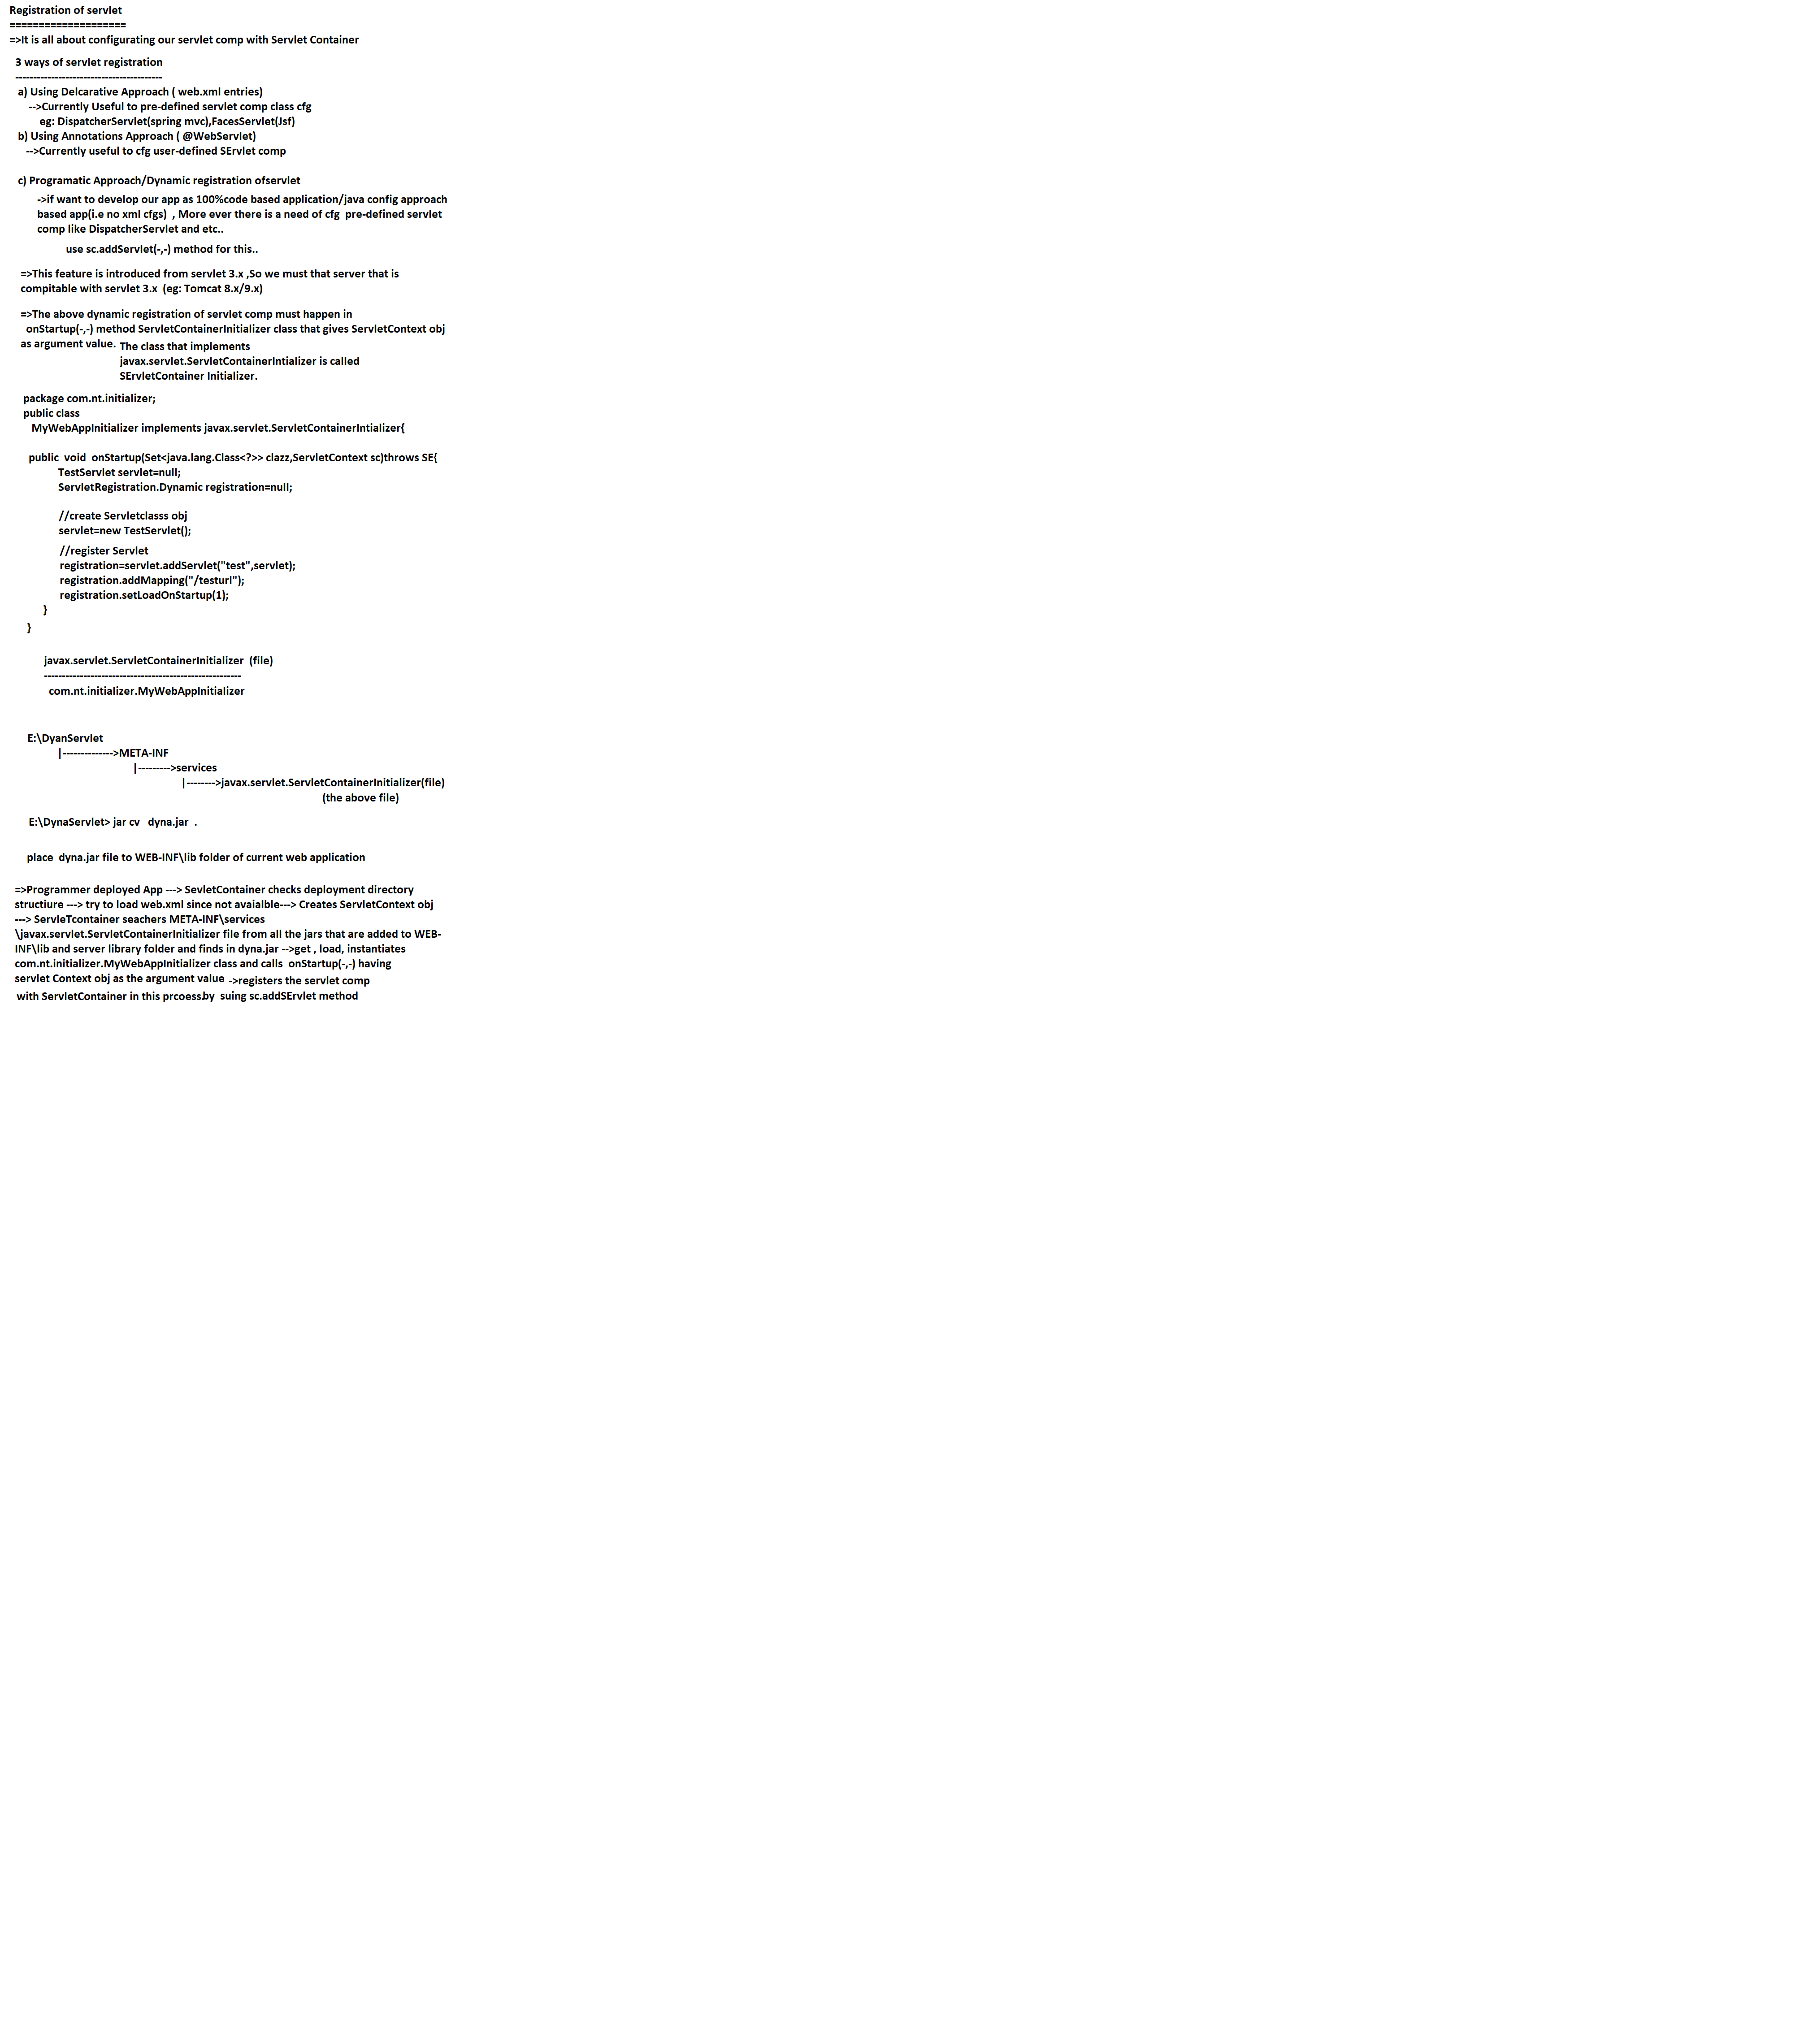 Registration of servlet
====================
=>It is all about configurating our servlet comp with Servlet Container
3 ways of servlet registration
-----------------------------------------
a) Using Delcarative Approach ( web.xml entries)
-->Currently Useful to pre-defined servlet comp class cfg
eg: DispatcherServlet(spring mvc),FacesServlet(Jsf)
b) Using Annotations Approach ( @WebServlet)
-->Currently useful to cfg user-defined SErvlet comp
c) Programatic Approach/Dynamic registration ofservlet
->if want to develop our app as 100%code based application/java config approach
based app(i.e no xml cfgs)  , More ever there is a need of cfg  pre-defined servlet
comp like DispatcherServlet and etc..
use sc.addServlet(-,-) method for this..
=>This feature is introduced from servlet 3.x ,So we must that server that is
compitable with servlet 3.x  (eg: Tomcat 8.x/9.x)
=>The above dynamic registration of servlet comp must happen in
onStartup(-,-) method ServletContainerInitializer class that gives ServletContext obj
as argument value.
The class that implements
javax.servlet.ServletContainerIntializer is called
SErvletContainer Initializer.
package com.nt.initializer;
public class
MyWebAppInitializer implements javax.servlet.ServletContainerIntializer{
public  void  onStartup(Set<java.lang.Class<?>> clazz,ServletContext sc)throws SE{
TestServlet servlet=null;
ServletRegistration.Dynamic registration=null;
//create Servletclasss obj
servlet=new TestServlet();
//register Servlet
registration=servlet.addServlet("test",servlet);
registration.addMapping("/testurl");
registration.setLoadOnStartup(1);
}
}
javax.servlet.ServletContainerInitializer  (file)
-------------------------------------------------------
com.nt.initializer.MyWebAppInitializer
E:\DyanServlet
|-------------->META-INF
|--------->services
|-------->javax.servlet.ServletContainerInitializer(file)
(the above file)
E:\DynaServlet> jar cv   dyna.jar  .
place  dyna.jar file to WEB-INF\lib folder of current web application
=>Programmer deployed App ---> SevletContainer checks deployment directory
structiure ---> try to load web.xml since not avaialble---> Creates ServletContext obj
---> ServleTcontainer seachers META-INF\services
\javax.servlet.ServletContainerInitializer file from all the jars that are added to WEB-
INF\lib and server library folder and finds in dyna.jar -->get , load, instantiates
com.nt.initializer.MyWebAppInitializer class and calls  onStartup(-,-) having
servlet Context obj as the argument value ->registers the servlet comp
with ServletContainer in this prcoess.by  suing sc.addSErvlet method